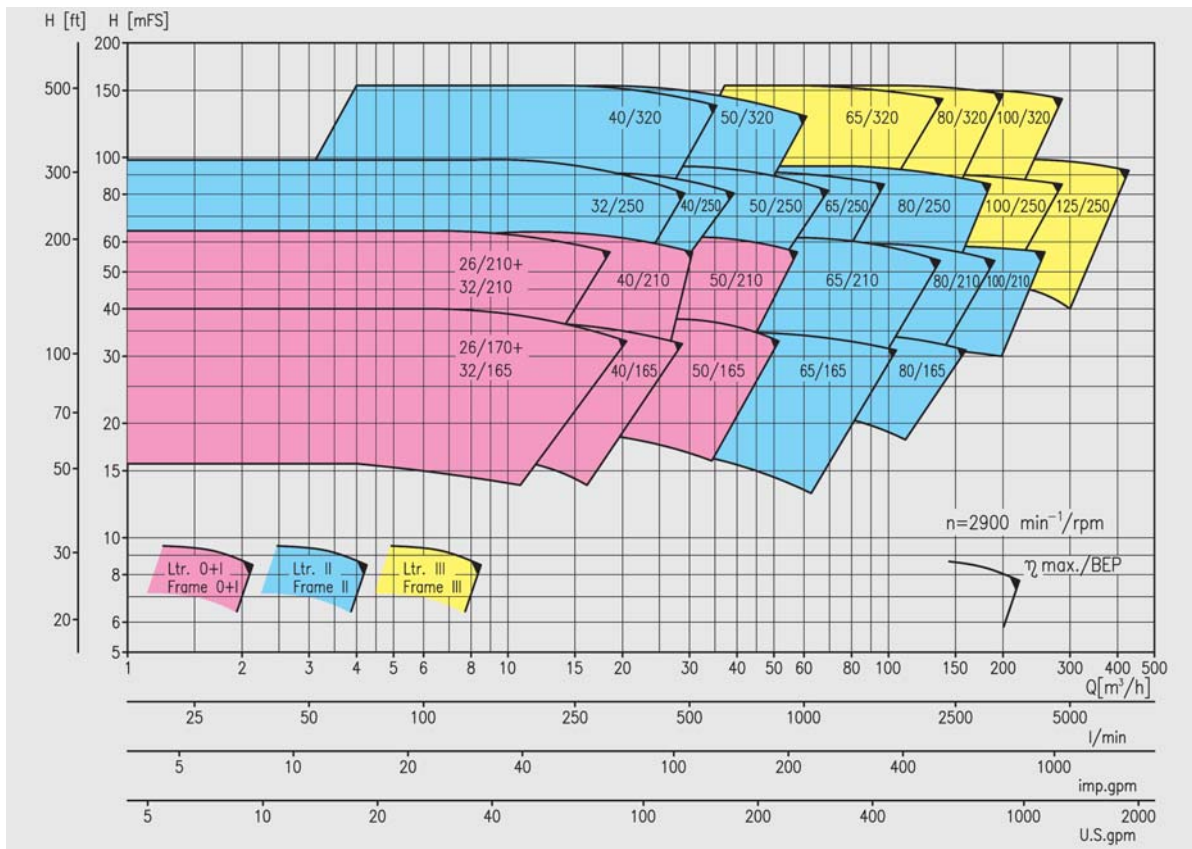 H [ft] H [mFS]
200
500 150
40/320 50/320 65/320 80/320 100/320
100
300
80 32/250 40/250 50/250 65/250 80/250 100/250 125/250
200 60
26/210+
50 32/210 40/210 50/210 65/210 80/210 100/210
40
100 30 26/170+
32/165 40/165 50/165 65/165 80/165
70
20
50 15
n=2900 min⁻¹/rpm
10
30
8 Ltr. 0+I Ltr. II Ltr. III η max./BEP
Frame 0+I Frame II Frame III
20 6
5
1 2 3 4 5 6 8 10 15 20 30 40 50 60 80 100 150 200 300 400 500
Q[m³/h]
25 50 100 250 500 1000 2500 5000
l/min
5 10 20 40 100 200 400 1000
imp.gpm
5 10 20 40 100 200 400 1000 2000
U.S.gpm